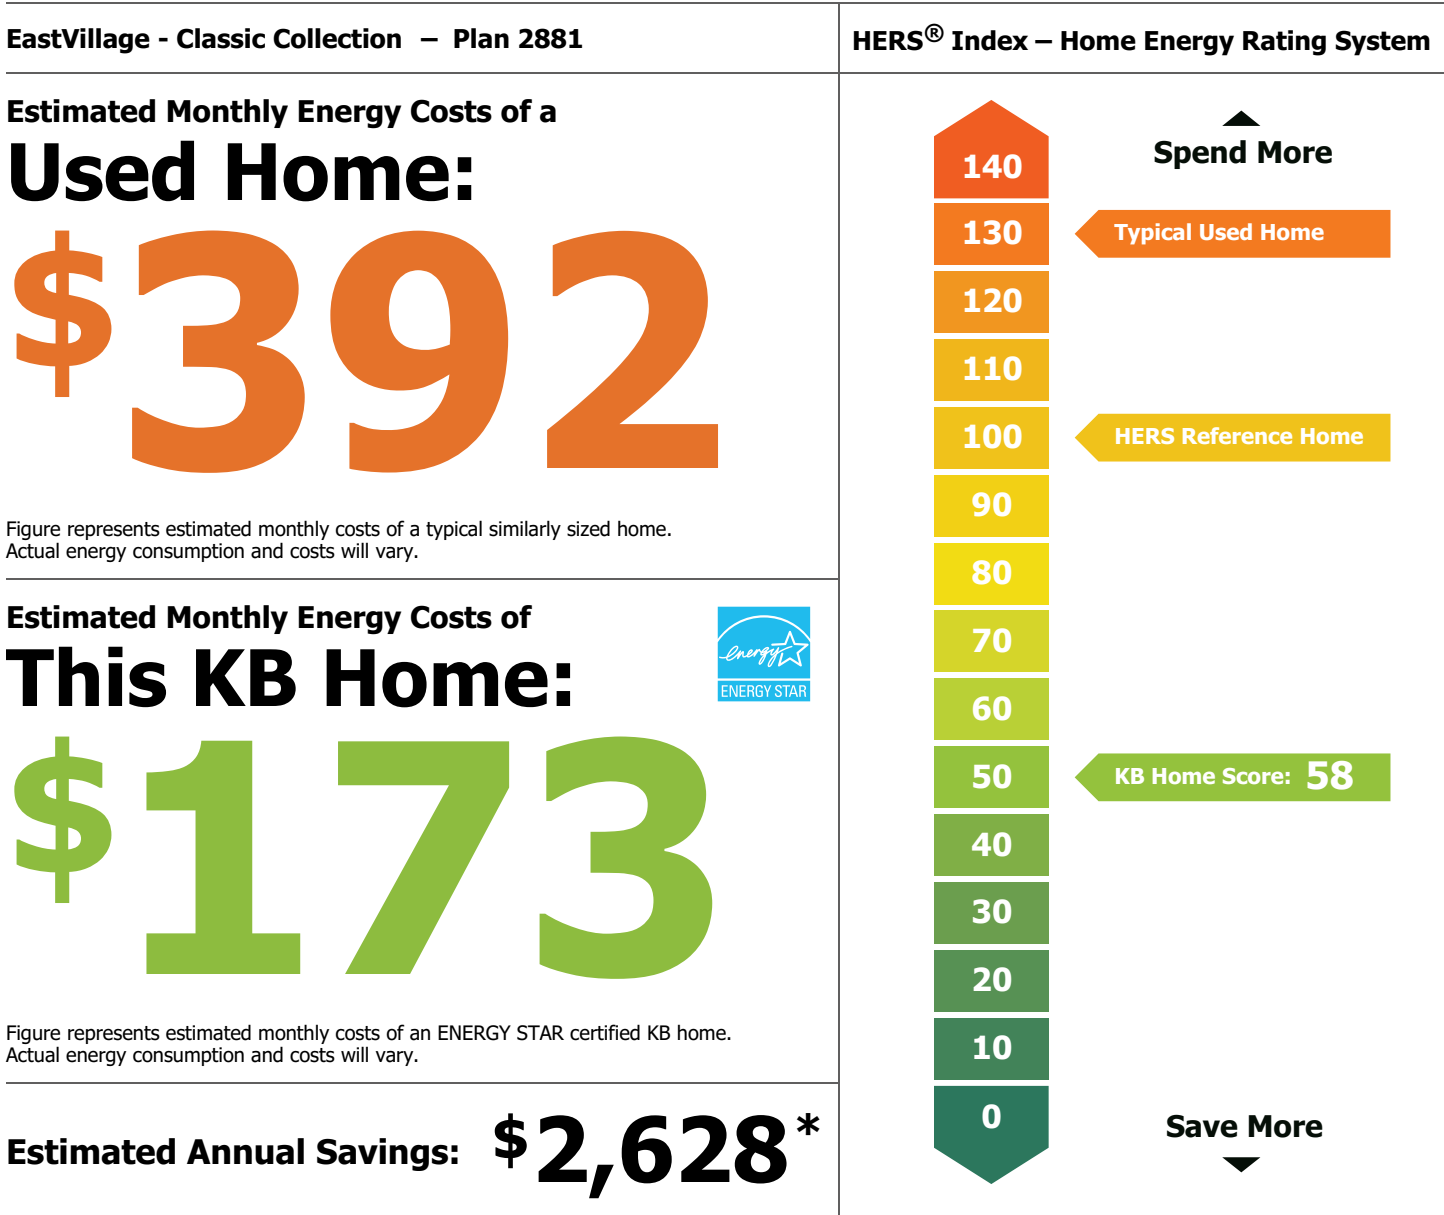 EastVillage - Classic Collection – Plan 2881
Estimated Monthly Energy Costs of a
Used Home:
$392
Figure represents estimated monthly costs of a typical similarly sized home.
Actual energy consumption and costs will vary.
Estimated Monthly Energy Costs of
This KB Home:
energy
ENERGY STAR
$173
Figure represents estimated monthly costs of an ENERGY STAR certified KB home.
Actual energy consumption and costs will vary.
Estimated Annual Savings: $2,628*
HERS® Index – Home Energy Rating System
Spend More
140
130 Typical Used Home
120
110
100 HERS Reference Home
90
80
70
60
50 KB Home Score: 58
40
30
20
10
0
Save More